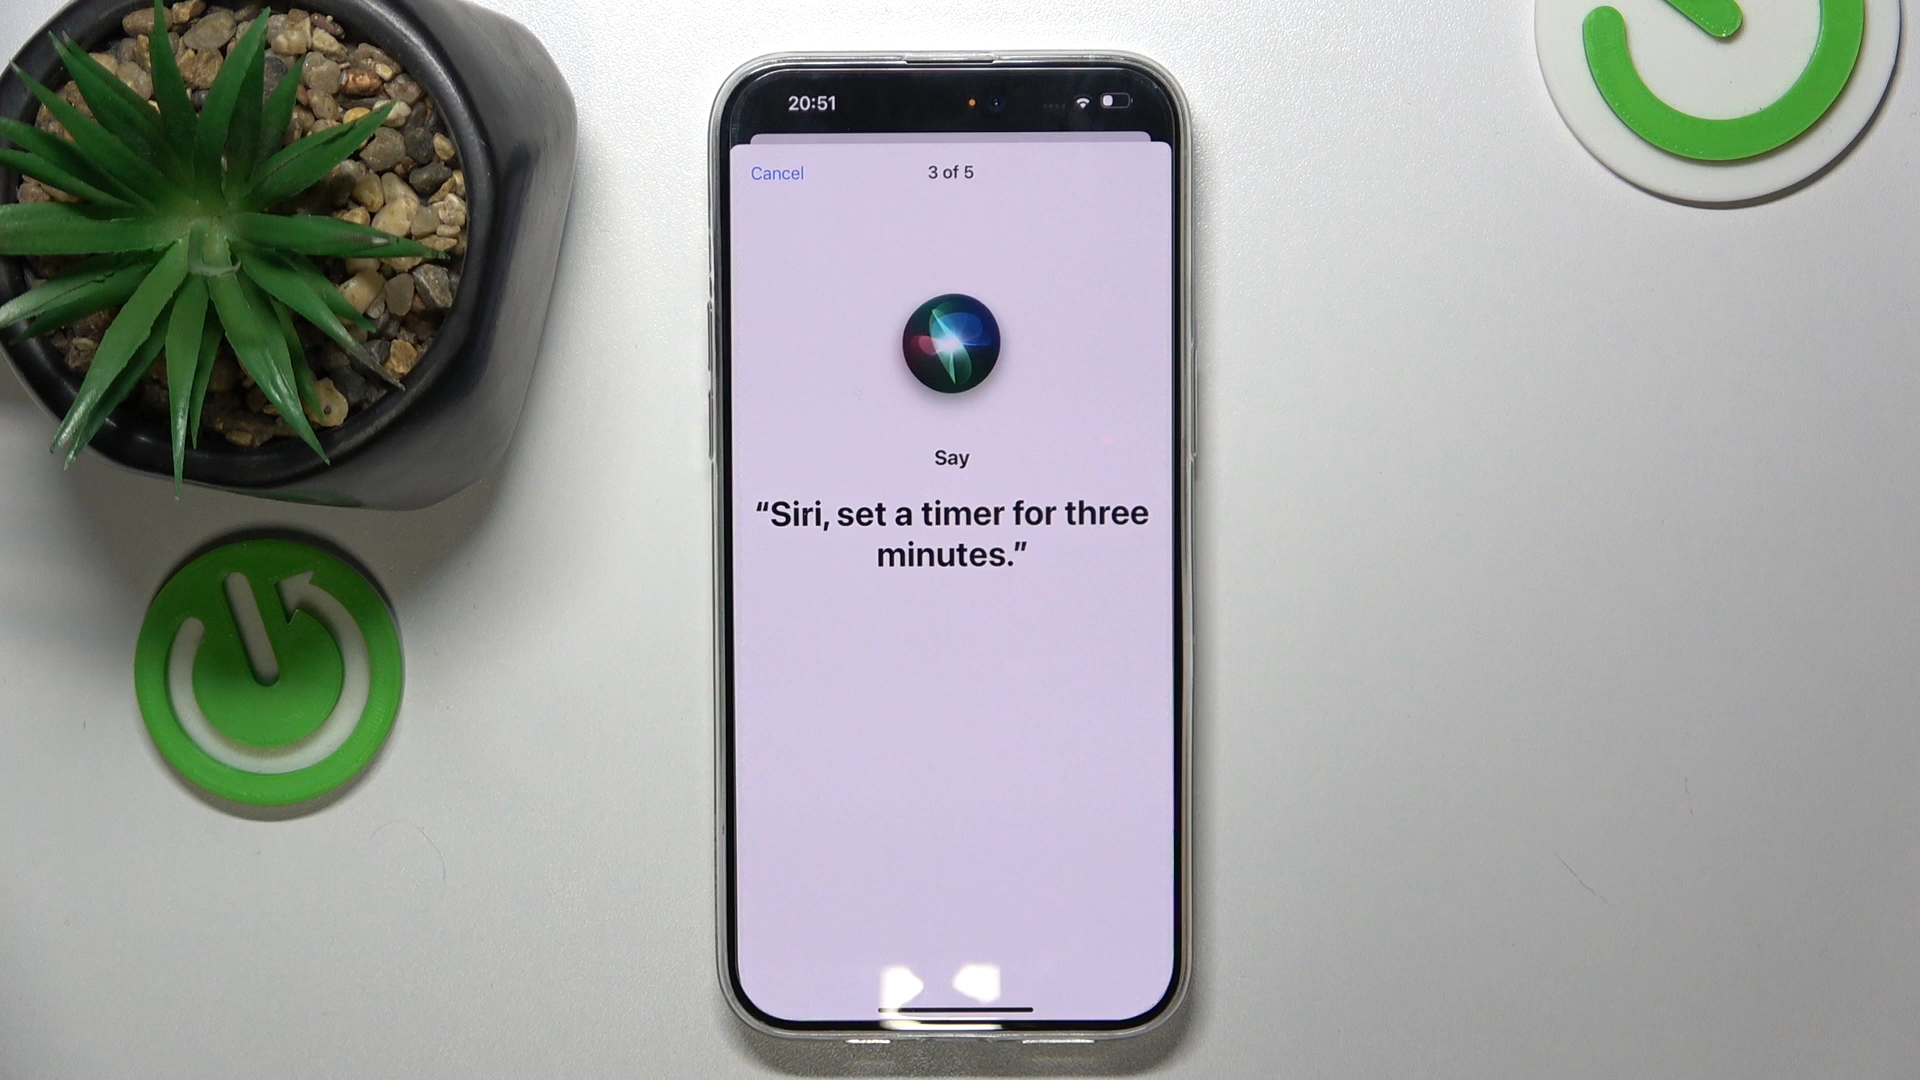 20:51
Cancel
3 of 5
Say
“Siri, set a timer for three
minutes.”